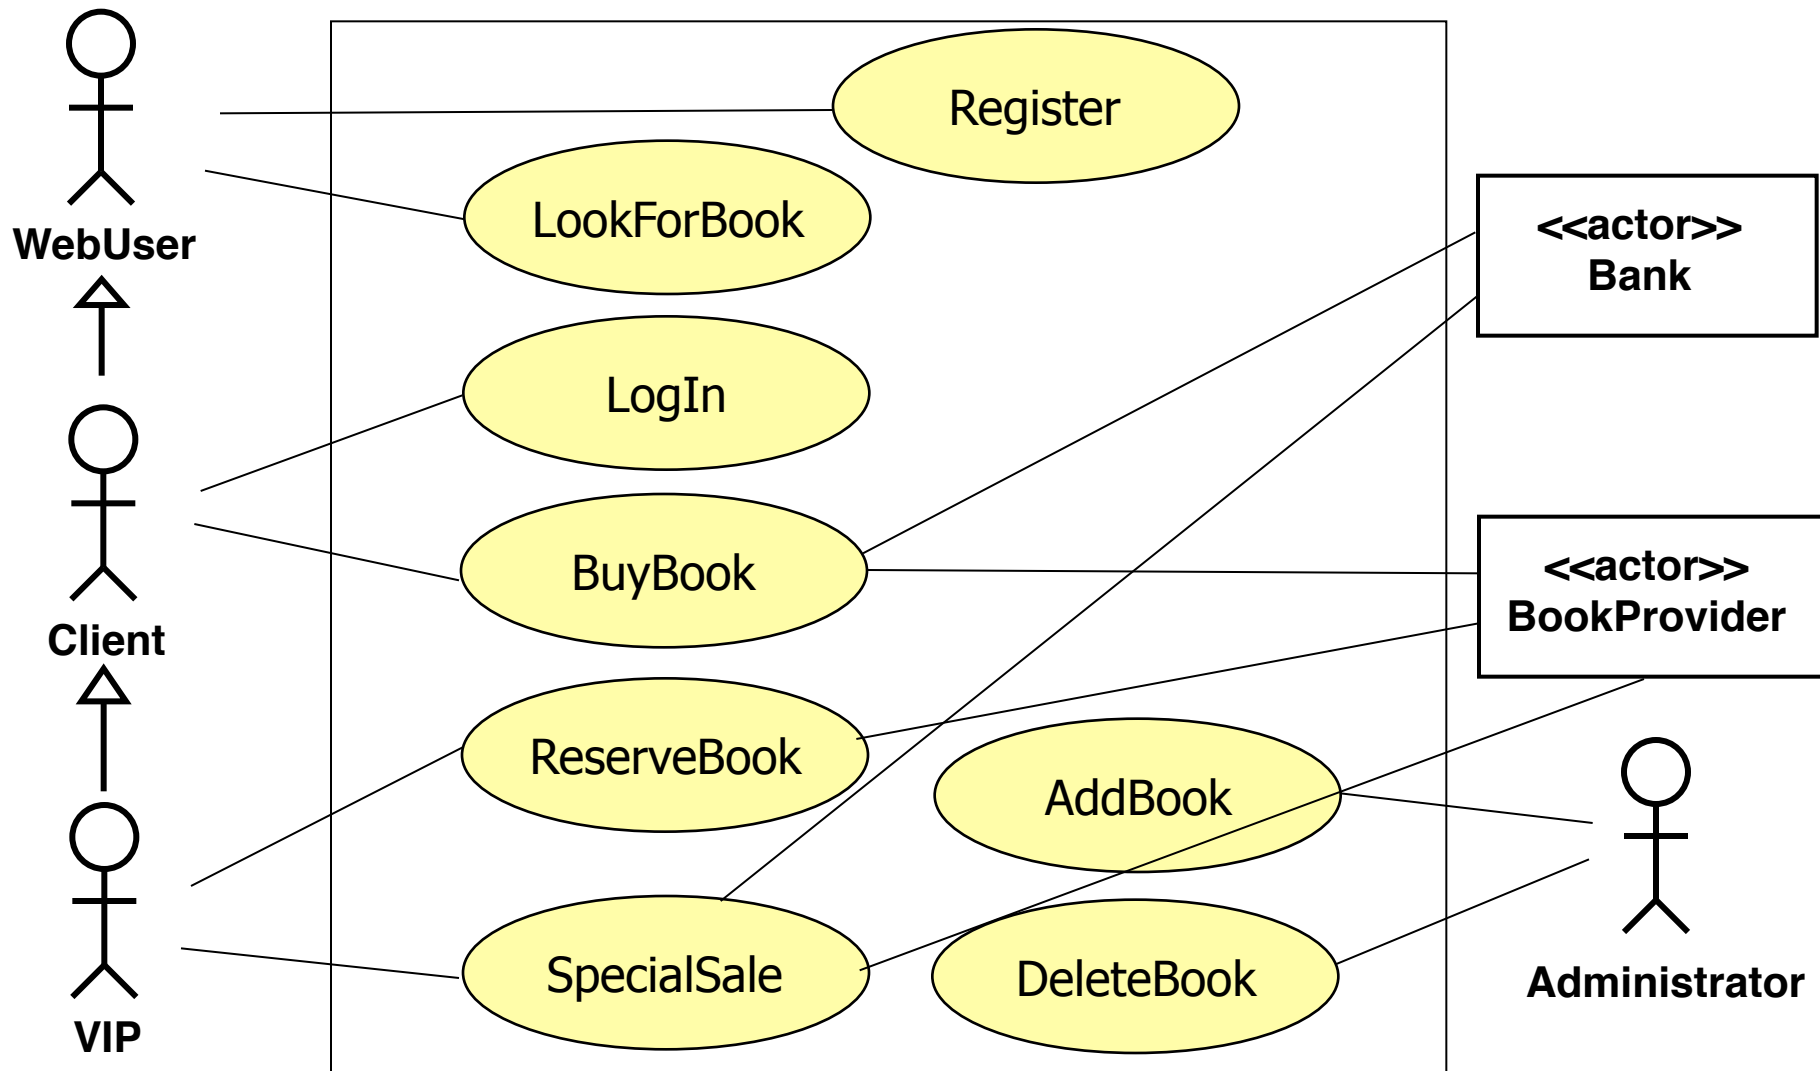 Register
LookForBook
WebUser
<<actor>>
Bank
LogIn
BuyBook
<<actor>>
BookProvider
Client
ReserveBook
AddBook
SpecialSale
DeleteBook
Administrator
VIP